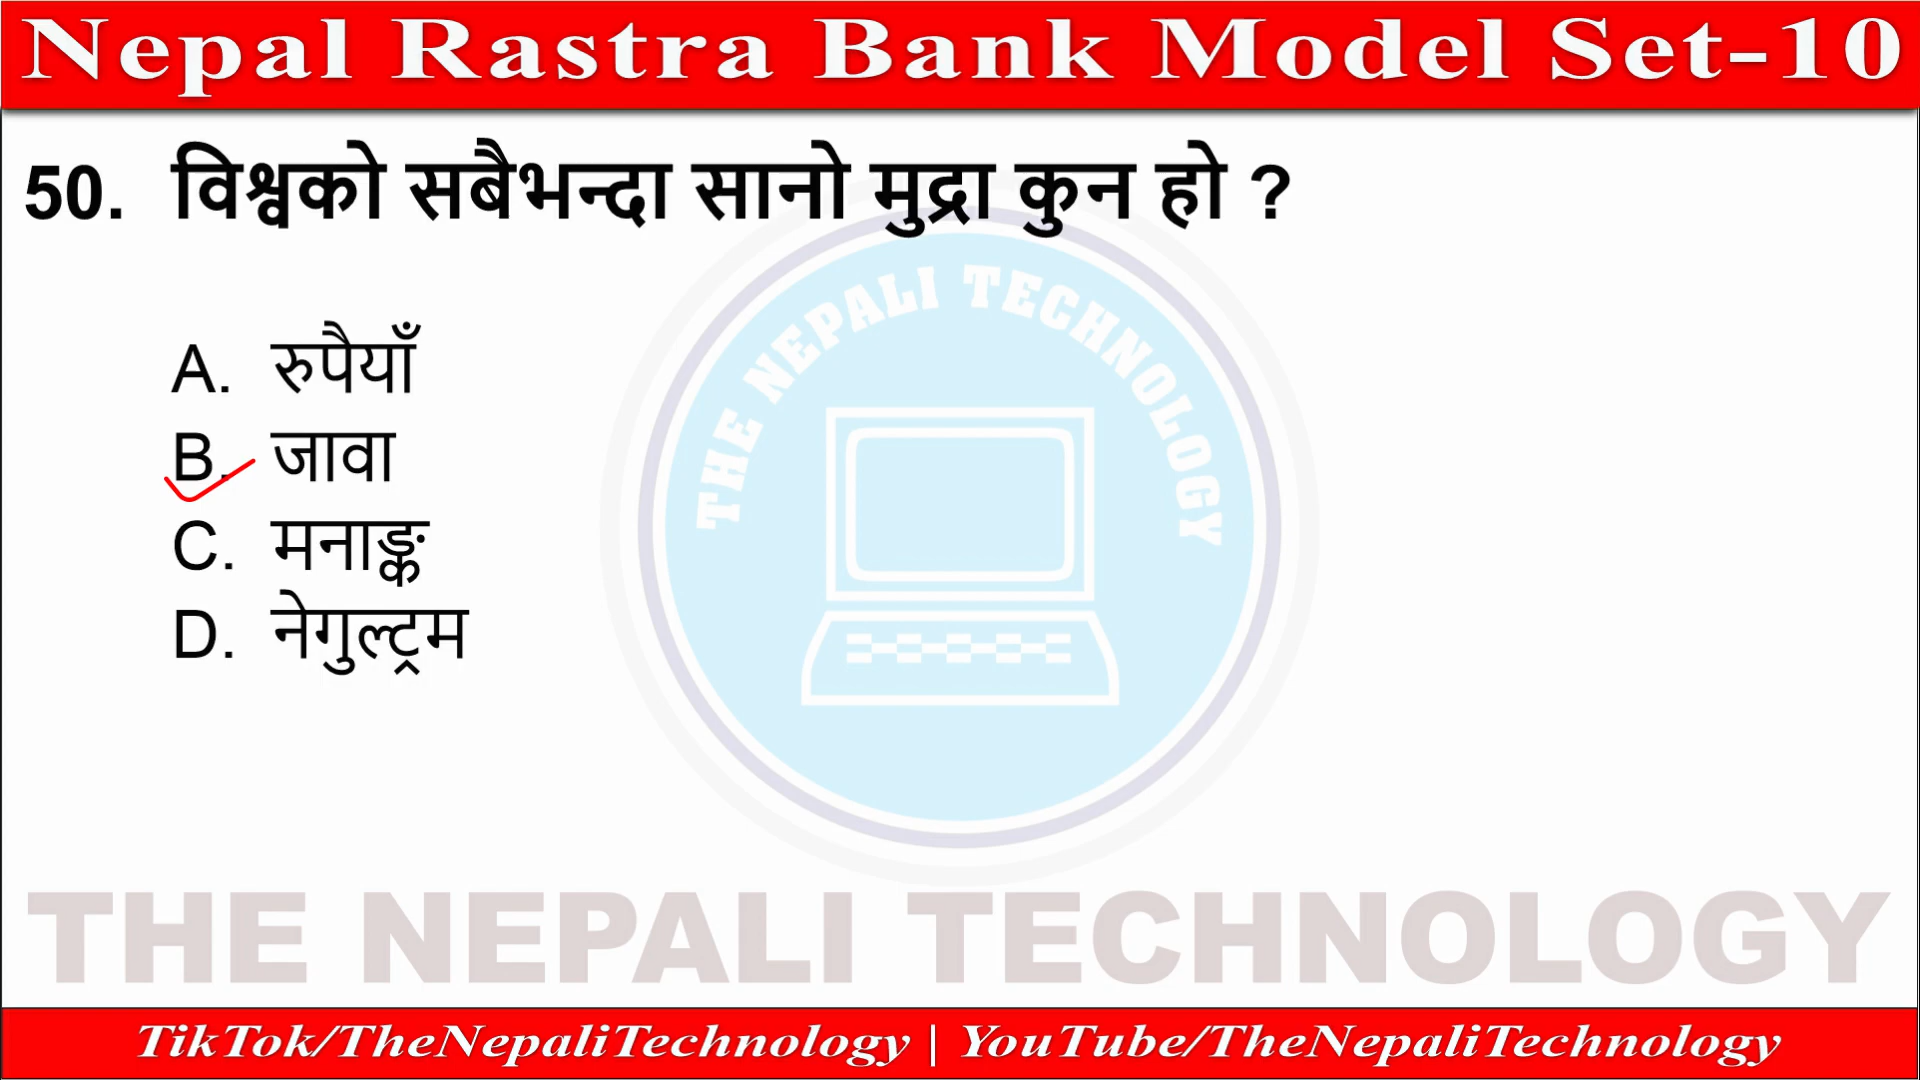 Nepal Rastra Bank Model Set-10
50. विश्वको सबैभन्दा सानो मुद्रा कुन हो ?
A. रुपैयाँ
B. जावा
C. मनाङ्क
D. नेगुल्ट्रम
THE NEPALI TECHNOLOGY
THE NEPALI TECHNOLOGY
TikTok/TheNepaliTechnology | YouTube/TheNepaliTechnology